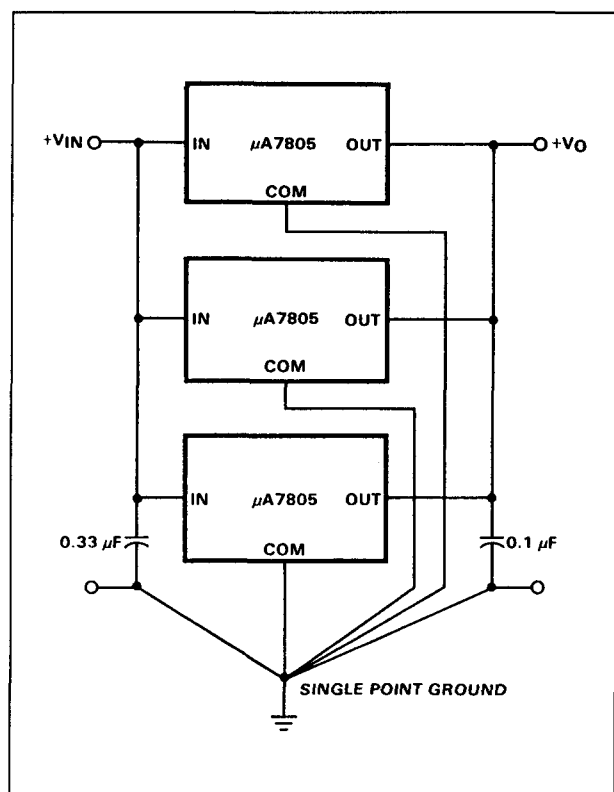 +VIN
IN
μA7805
OUT
+VO
COM
IN
μA7805
OUT
COM
IN
μA7805
OUT
COM
0.33 μF
0.1 μF
SINGLE POINT GROUND